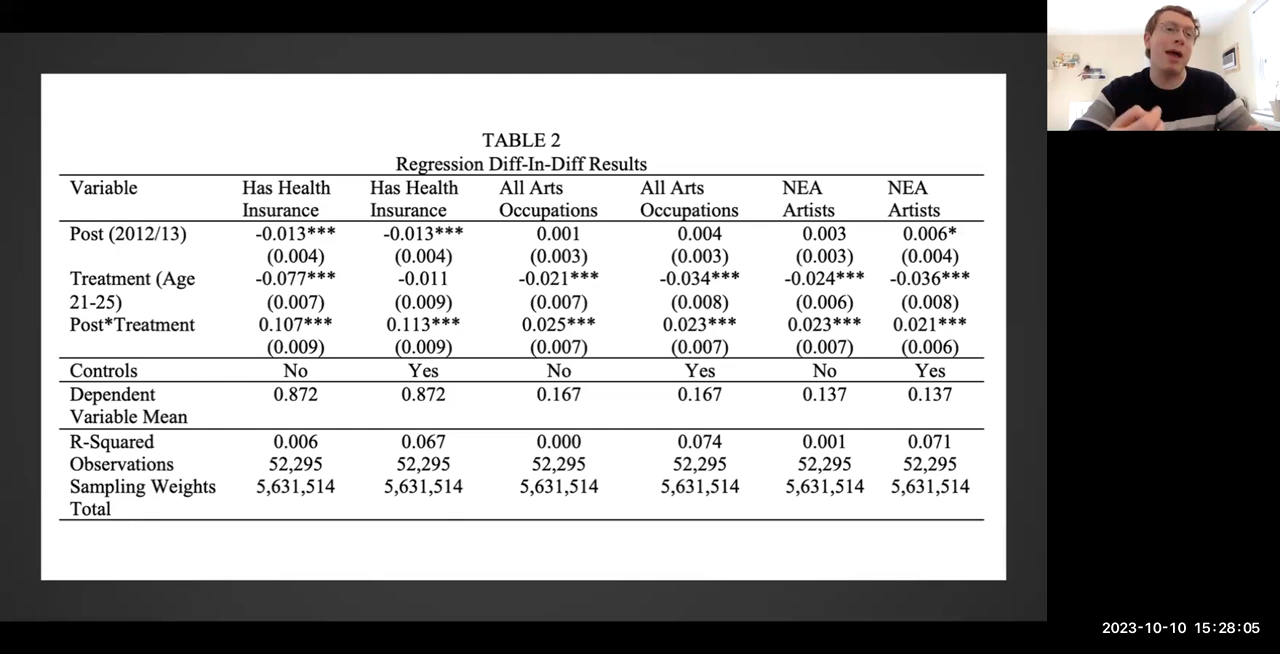 TABLE 2
Regression Diff-In-Diff Results
Variable Has Health All Arts All Arts NEA NEA
Insurance Insurance Occupations Occupations Artists Artists
Post (2012/13) -0.013*** -0.013*** 0.001 0.004 0.003 0.006*
(0.004) (0.004) (0.003) (0.003) (0.003) (0.004)
Treatment (Age -0.077*** -0.011 -0.021*** -0.034*** -0.024*** -0.036***
21-25) (0.007) (0.009) (0.007) (0.008) (0.006) (0.008)
Post*Treatment 0.107*** 0.113*** 0.025*** 0.023*** 0.023*** 0.021***
(0.009) (0.009) (0.007) (0.007) (0.007) (0.006)
Controls No Yes No Yes No Yes
Dependent 0.872 0.872 0.167 0.167 0.137 0.137
Variable Mean
R-Squared 0.006 0.067 0.000 0.074 0.001 0.071
Observations 52,295 52,295 52,295 52,295 52,295 52,295
Sampling Weights 5,631,514 5,631,514 5,631,514 5,631,514 5,631,514 5,631,514
Total
2023-10-10 15:28:05